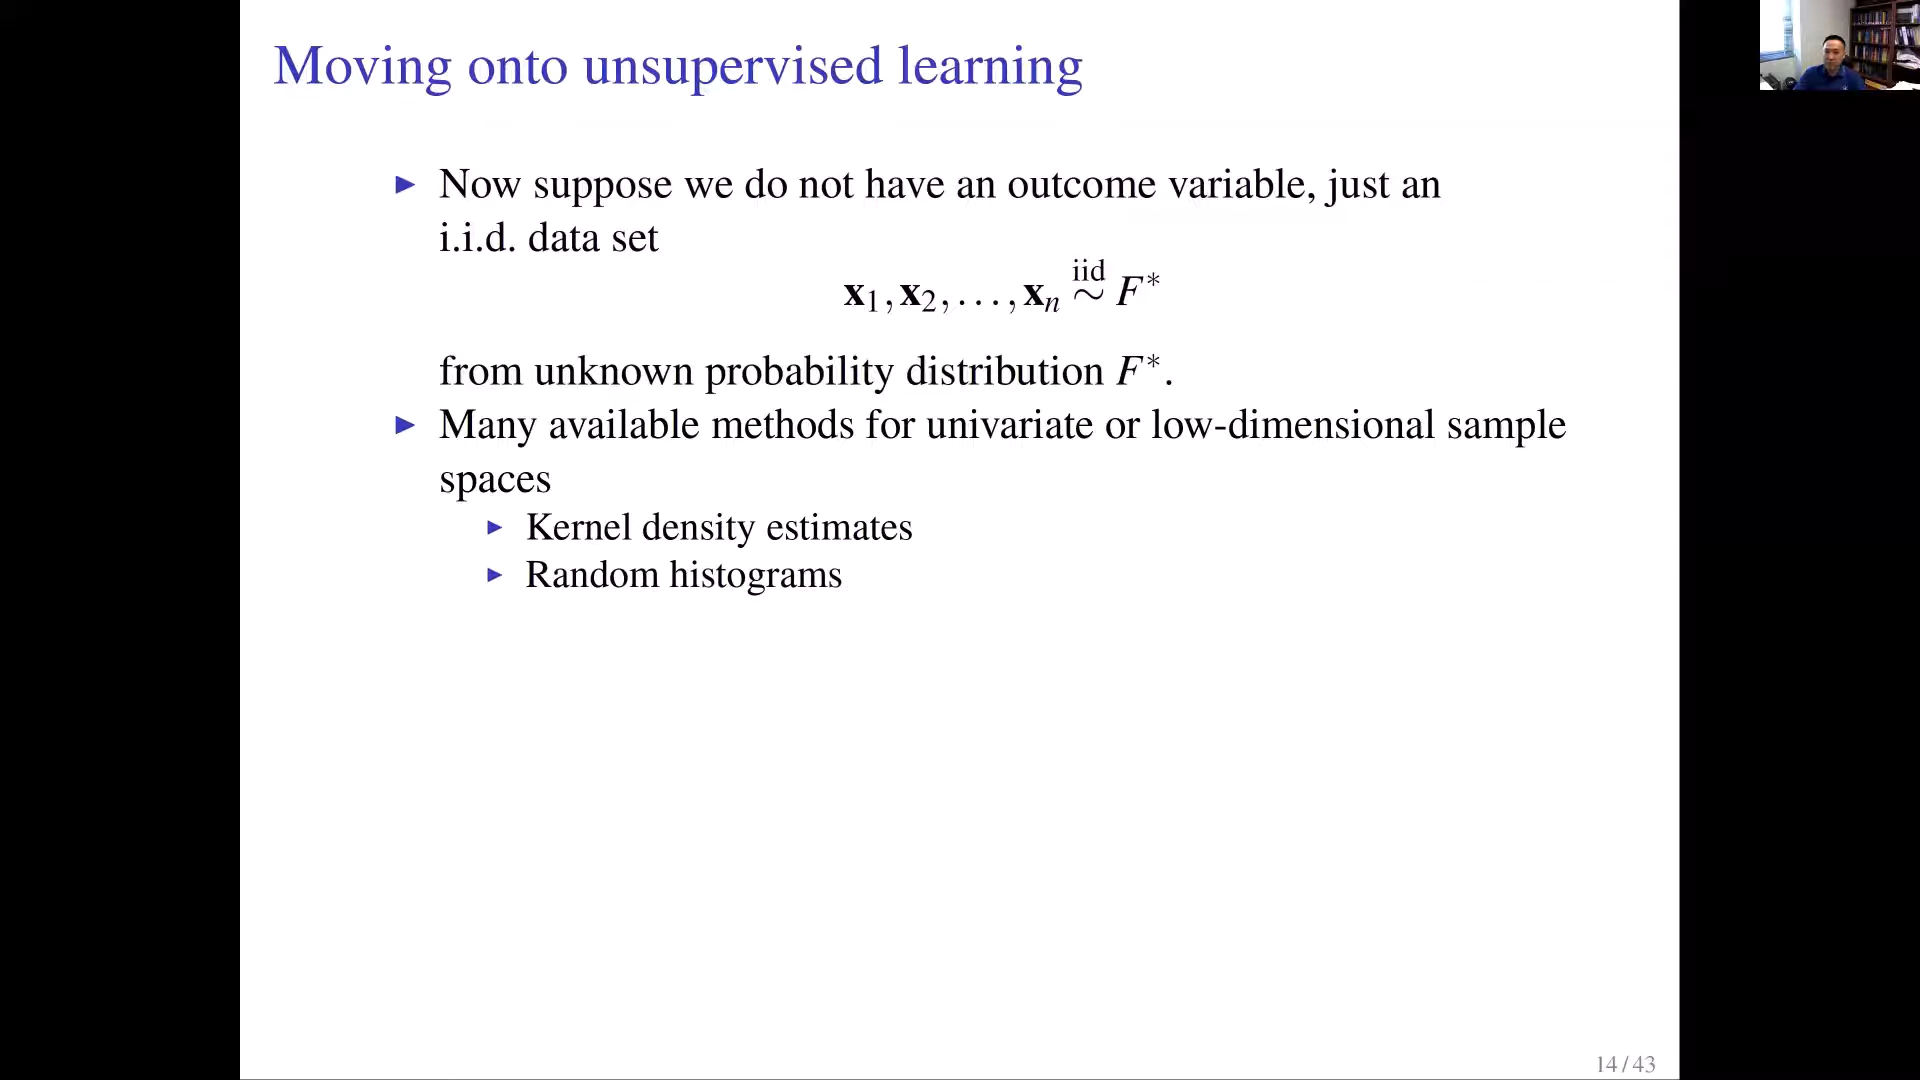 Moving onto unsupervised learning
▶ Now suppose we do not have an outcome variable, just an
i.i.d. data set
x₁, x₂, . . . , xₙ iid ∼ F*
from unknown probability distribution F*.
▶ Many available methods for univariate or low-dimensional sample
spaces
▶ Kernel density estimates
▶ Random histograms
14 / 43